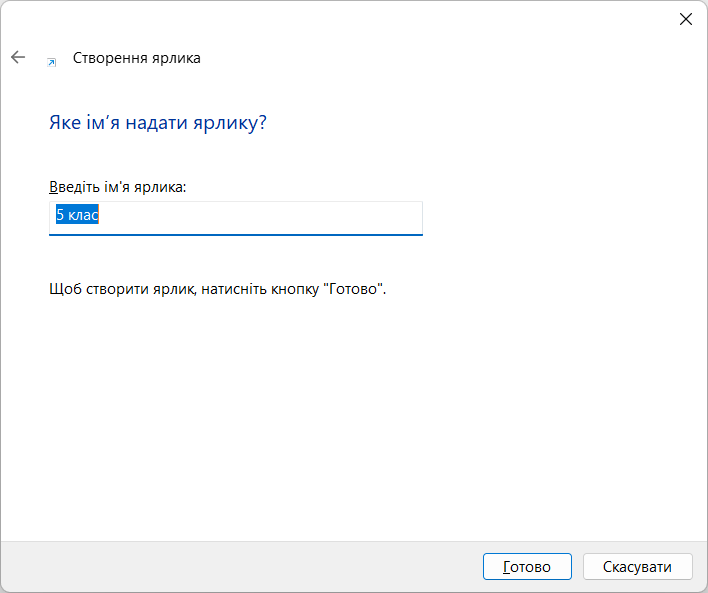 Створення ярлика
Яке ім’я надати ярлику?
Введіть ім'я ярлика:
5 клас
Щоб створити ярлик, натисніть кнопку "Готово".
Готово
Скасувати